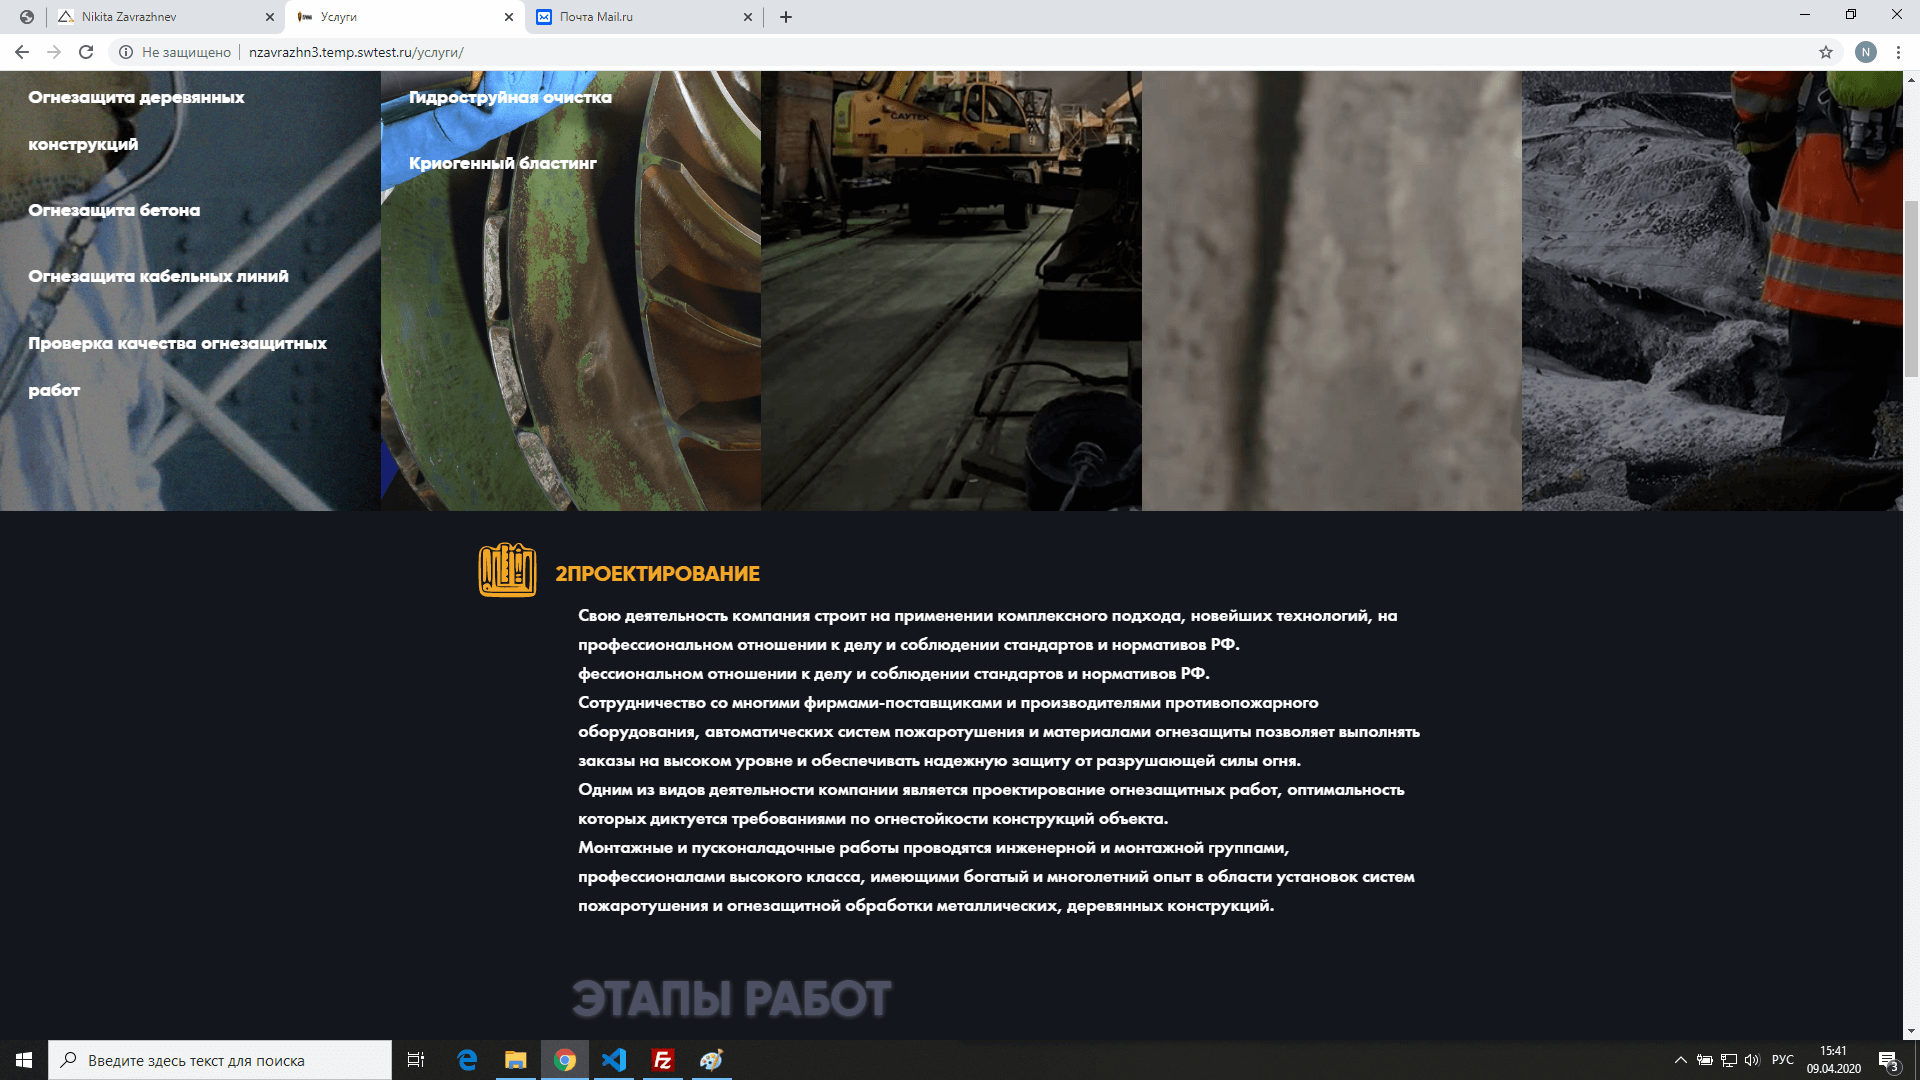 Nikita Zavrazhnev
Услуги
Почта Mail.ru
Не защищено
nzavrazhn3.temp.swtest.ru/услуги/
N
Огнезащита деревянных
конструкций
Огнезащита бетона
Огнезащита кабельных линий
Проверка качества огнезащитных
работ
Гидроструйная очистка
Криогенный бластинг
САУТЕХ
2ПРОЕКТИРОВАНИЕ
Свою деятельность компания строит на применении комплексного подхода, новейших технологий, на
профессиональном отношении к делу и соблюдении стандартов и нормативов РФ.
фессиональном отношении к делу и соблюдении стандартов и нормативов РФ.
Сотрудничество со многими фирмами-поставщиками и производителями противопожарного
оборудования, автоматических систем пожаротушения и материалами огнезащиты позволяет выполнять
заказы на высоком уровне и обеспечивать надежную защиту от разрушающей силы огня.
Одним из видов деятельности компании является проектирование огнезащитных работ, оптимальность
которых диктуется требованиями по огнестойкости конструкций объекта.
Монтажные и пусконаладочные работы проводятся инженерной и монтажной группами,
профессионалами высокого класса, имеющими богатый и многолетний опыт в области установок систем
пожаротушения и огнезащитной обработки металлических, деревянных конструкций.
ЭТАПЫ РАБОТ
Введите здесь текст для поиска
РУС
15:41
09.04.2020
3